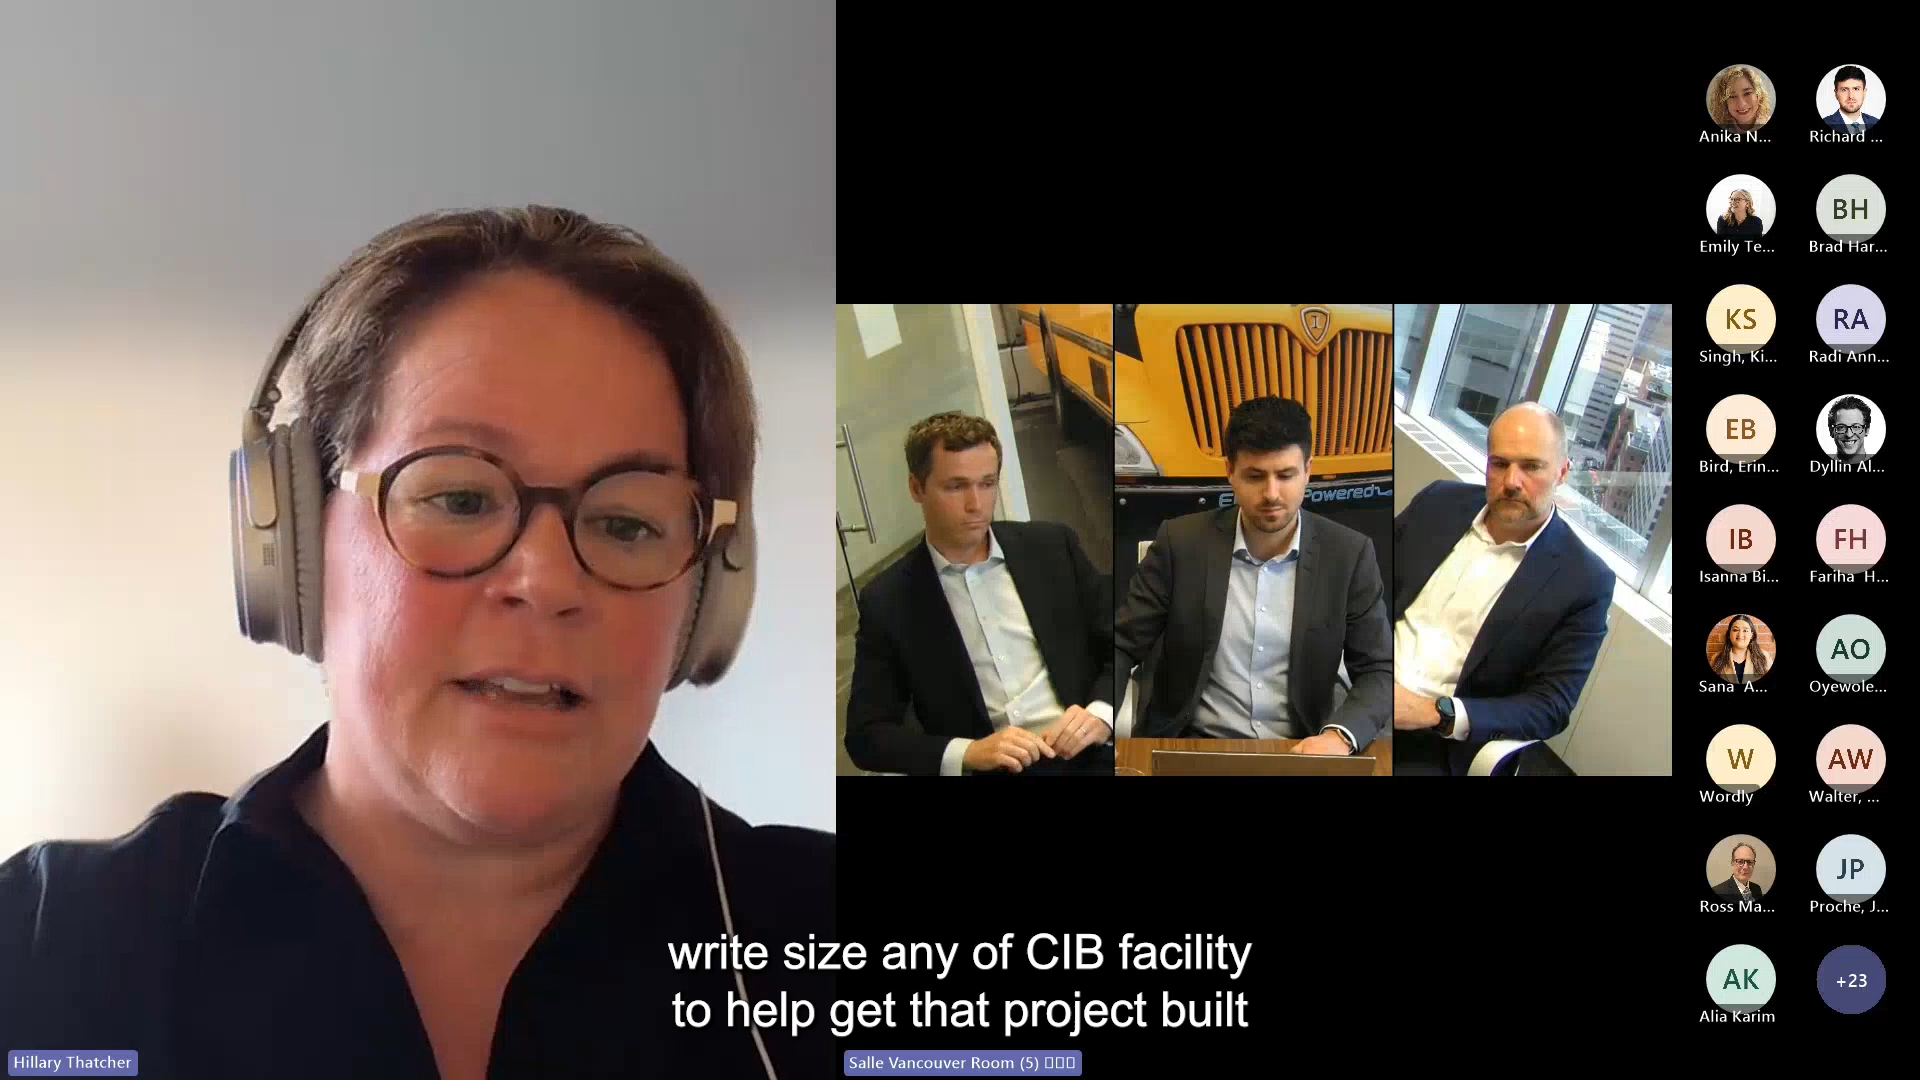 Anika N...
Richard ...
Emily Te...
BH
Brad Har...
KS
Singh, Ki...
RA
Radi Ann...
EB
Bird, Erin...
Dyllin Al...
IB
Isanna Bi...
FH
Fariha H...
Sana A...
AO
Oyewole...
W
Wordly
AW
Walter, ...
Ross Ma...
JP
Proche, J...
AK
Alia Karim
+23
1
Powered
write size any of CIB facility
to help get that project built
Hillary Thatcher
Salle Vancouver Room (5) □□□